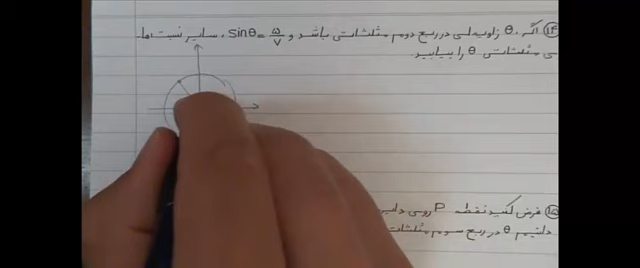 ۱۴ اگر θ، زاویه‌ای در ربع دوم مثلثاتی باشد و sinθ = ۵/۷، سایر نسبت‌ها
ی مثلثاتی θ را بیابید.
۱۵ فرض کنید نقطه P روی
دانیم θ در ربع سوم مثلثات